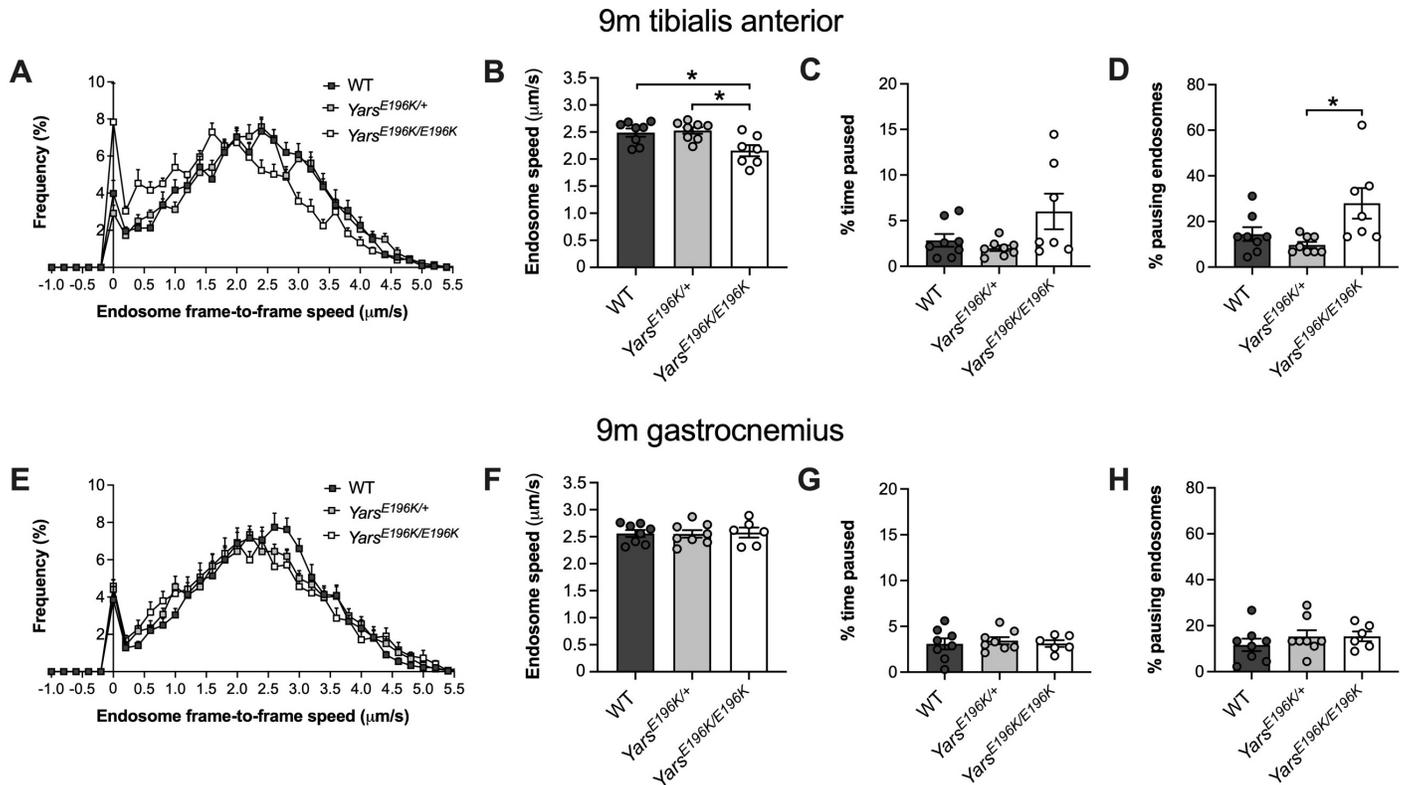 9m tibialis anterior
A
10
8
6
4
2
Frequency (%)
-1.0 -0.5 0 0.5 1.0 1.5 2.0 2.5 3.0 3.5 4.0 4.5 5.0 5.5
Endosome frame-to-frame speed (μm/s)
WT
Yars^E196K/+
Yars^E196K/E196K
B
Endosome speed (μm/s)
3.5
3.0
2.5
2.0
1.5
1.0
0.5
0
*
*
WT
Yars^E196K/+
Yars^E196K/E196K
C
% time paused
20
15
10
5
0
WT
Yars^E196K/+
Yars^E196K/E196K
D
% pausing endosomes
80
60
40
20
0
*
WT
Yars^E196K/+
Yars^E196K/E196K
9m gastrocnemius
E
10
8
6
4
2
Frequency (%)
-1.0 -0.5 0 0.5 1.0 1.5 2.0 2.5 3.0 3.5 4.0 4.5 5.0 5.5
Endosome frame-to-frame speed (μm/s)
WT
Yars^E196K/+
Yars^E196K/E196K
F
Endosome speed (μm/s)
3.5
3.0
2.5
2.0
1.5
1.0
0.5
0
WT
Yars^E196K/+
Yars^E196K/E196K
G
% time paused
20
15
10
5
0
WT
Yars^E196K/+
Yars^E196K/E196K
H
% pausing endosomes
80
60
40
20
0
WT
Yars^E196K/+
Yars^E196K/E196K